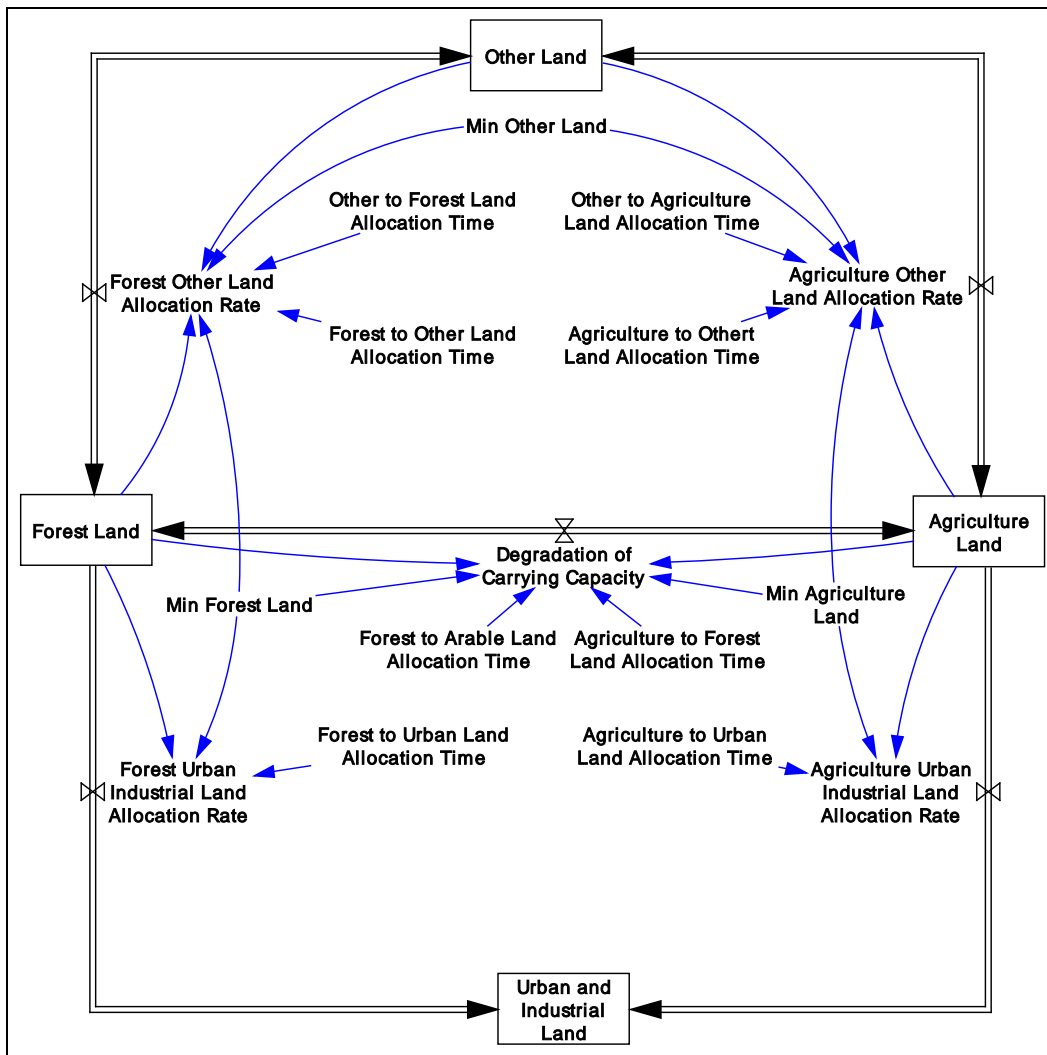 Other Land
Min Other Land
Other to Forest Land
Allocation Time
Other to Agriculture
Land Allocation Time
Forest Other Land
Allocation Rate
Agriculture Other
Land Allocation Rate
Forest to Other Land
Allocation Time
Agriculture to Othert
Land Allocation Time
Forest Land
Agriculture
Land
Degradation of
Carrying Capacity
Min Forest Land
Min Agriculture
Land
Forest to Arable Land
Allocation Time
Agriculture to Forest
Land Allocation Time
Forest to Urban Land
Allocation Time
Agriculture to Urban
Land Allocation Time
Forest Urban
Industrial Land
Allocation Rate
Agriculture Urban
Industrial Land
Allocation Rate
Urban and
Industrial
Land